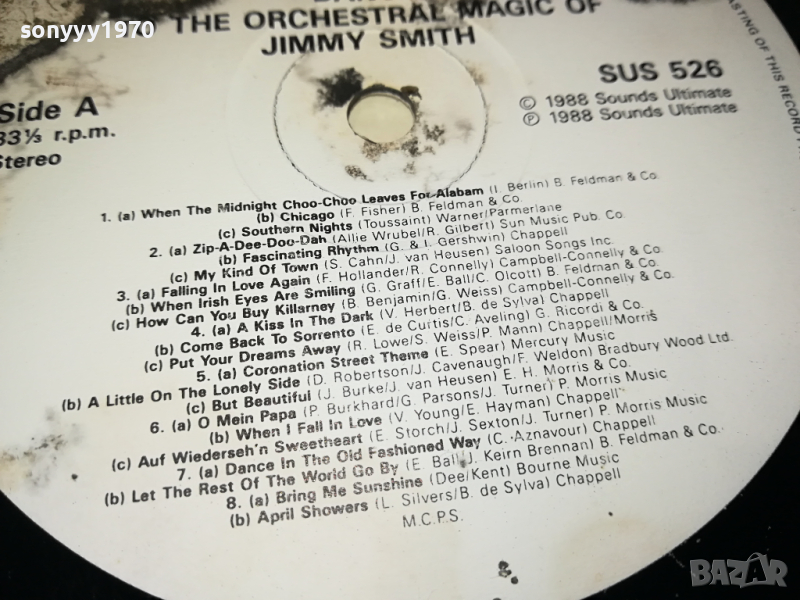 sonyyy1970
THE ORCHESTRAL MAGIC OF
JIMMY SMITH
Side A
33⅓ r.p.m.
Stereo
SUS 526
© 1988 Sounds Ultimate
℗ 1988 Sounds Ultimate
ASTING OF THIS RECORD
1. (a) When The Midnight Choo-Choo Leaves For Alabam (I. Berlin) B. Feldman & Co.
(b) Chicago (F. Fisher) B. Feldman & Co.
(c) Southern Nights (Toussaint) Warner/Parmerlane
2. (a) Zip-A-Dee-Doo-Dah (Allie Wrubel/R. Gilbert) Sun Music Pub. Co.
(b) Fascinating Rhythm (G. & I. Gershwin) Chappell
(c) My Kind Of Town (S. Cahn/J. van Heusen) Saloon Songs Inc.
3. (a) Falling In Love Again (F. Hollander/R. Connelly) Campbell-Connelly & Co.
(b) When Irish Eyes Are Smiling (G. Graff/E. Ball/C. Olcott) B. Feldman & Co.
(c) How Can You Buy Killarney (B. Benjamin/G. Weiss) Campbell-Connelly & Co.
4. (a) A Kiss In The Dark (V. Herbert/B. de Sylva) Chappell
(b) Come Back To Sorrento (E. de Curtis/C. Aveling) G. Ricordi & Co.
(c) Put Your Dreams Away (R. Lowe/S. Weiss/P. Mann) Chappell/Morris
5. (a) Coronation Street Theme (E. Spear) Mercury Music
(b) A Little On The Lonely Side (D. Robertson/J. Cavenaugh/F. Weldon) Bradbury Wood Ltd.
(c) But Beautiful (J. Burke/J. van Heusen) E. H. Morris & Co.
6. (a) O Mein Papa (P. Burkhard/G. Parsons/J. Turner) P. Morris Music
(b) When I Fall In Love (V. Young/E. Hayman) Chappell
(c) Auf Wiederseh'n Sweetheart (E. Storch/J. Sexton/J. Turner) P. Morris Music
7. (a) Dance In The Old Fashioned Way (C. Aznavour) Chappell
(b) Let The Rest Of The World Go By (E. Ball/J. Keirn Brennan) B. Feldman & Co.
8. (a) Bring Me Sunshine (Dee/Kent) Bourne Music
(b) April Showers (L. Silvers/B. de Sylva) Chappell
M.C.P.S.
BAZAR